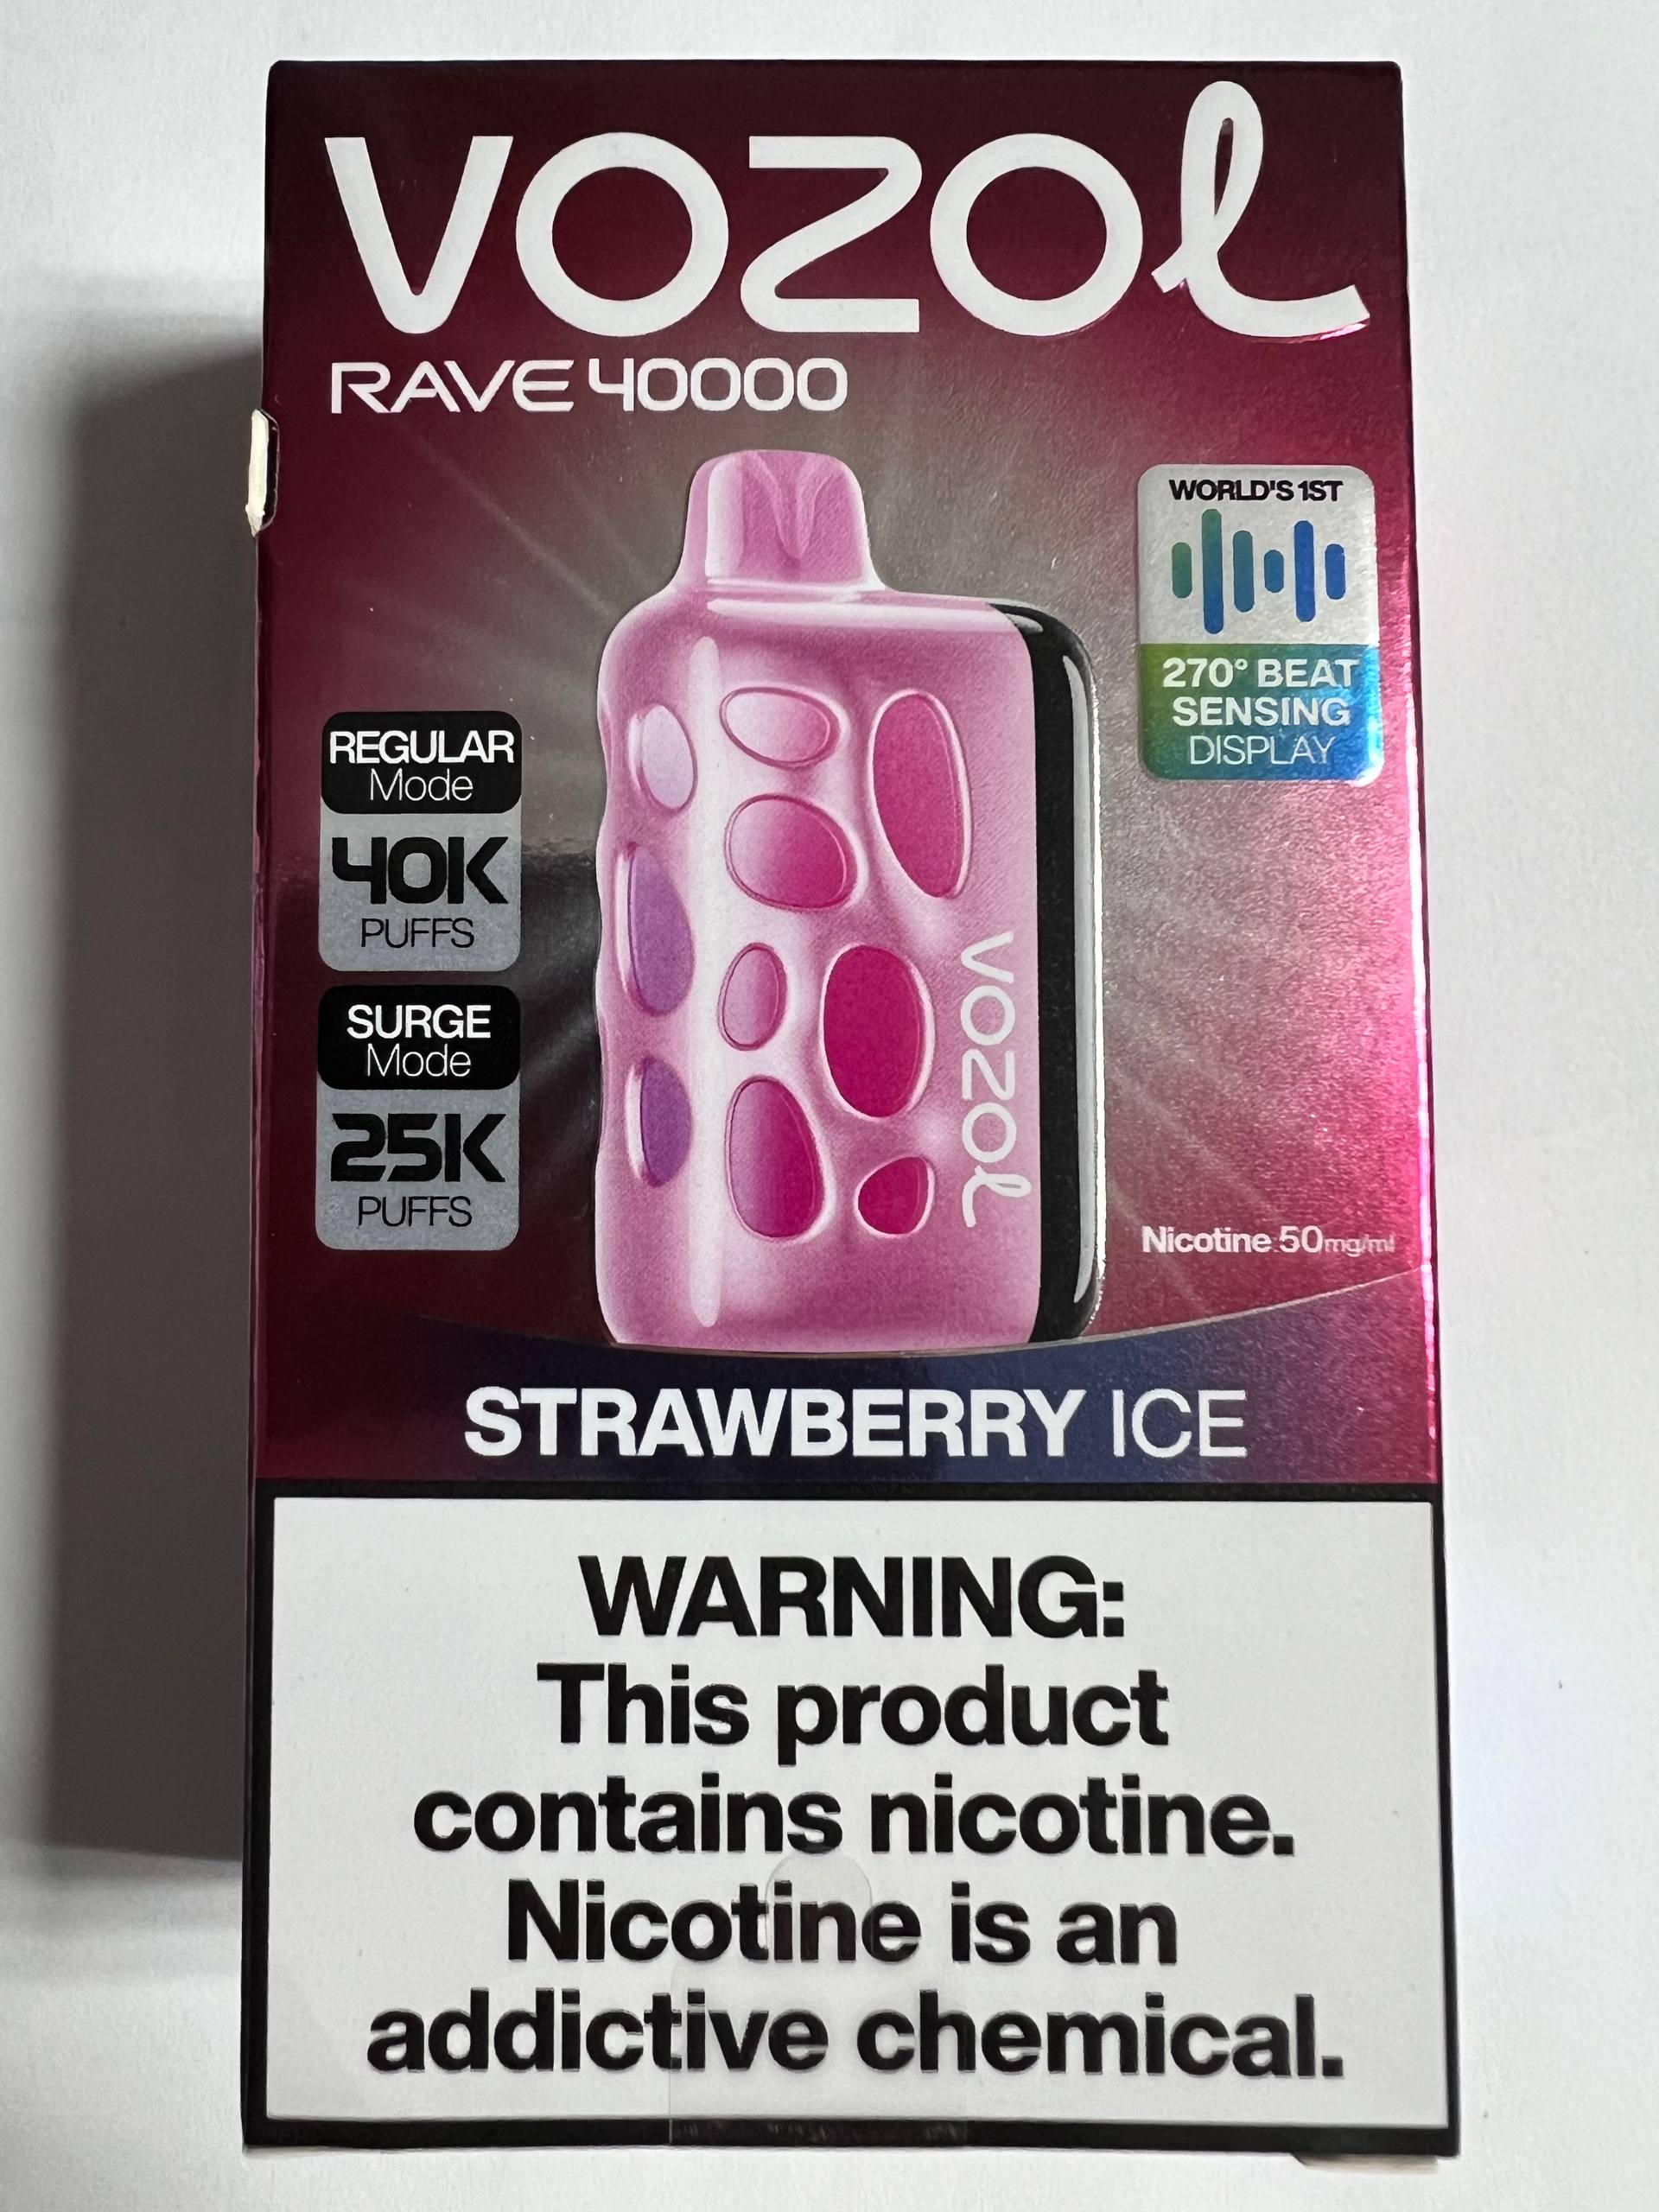 VOZOL
RAVE 40000
WORLD'S 1ST
270° BEAT
SENSING
DISPLAY
REGULAR
Mode
40K
PUFFS
SURGE
Mode
25K
PUFFS
VOZOL
Nicotine 50mg/ml
STRAWBERRY ICE
WARNING:
This product
contains nicotine.
Nicotine is an
addictive chemical.